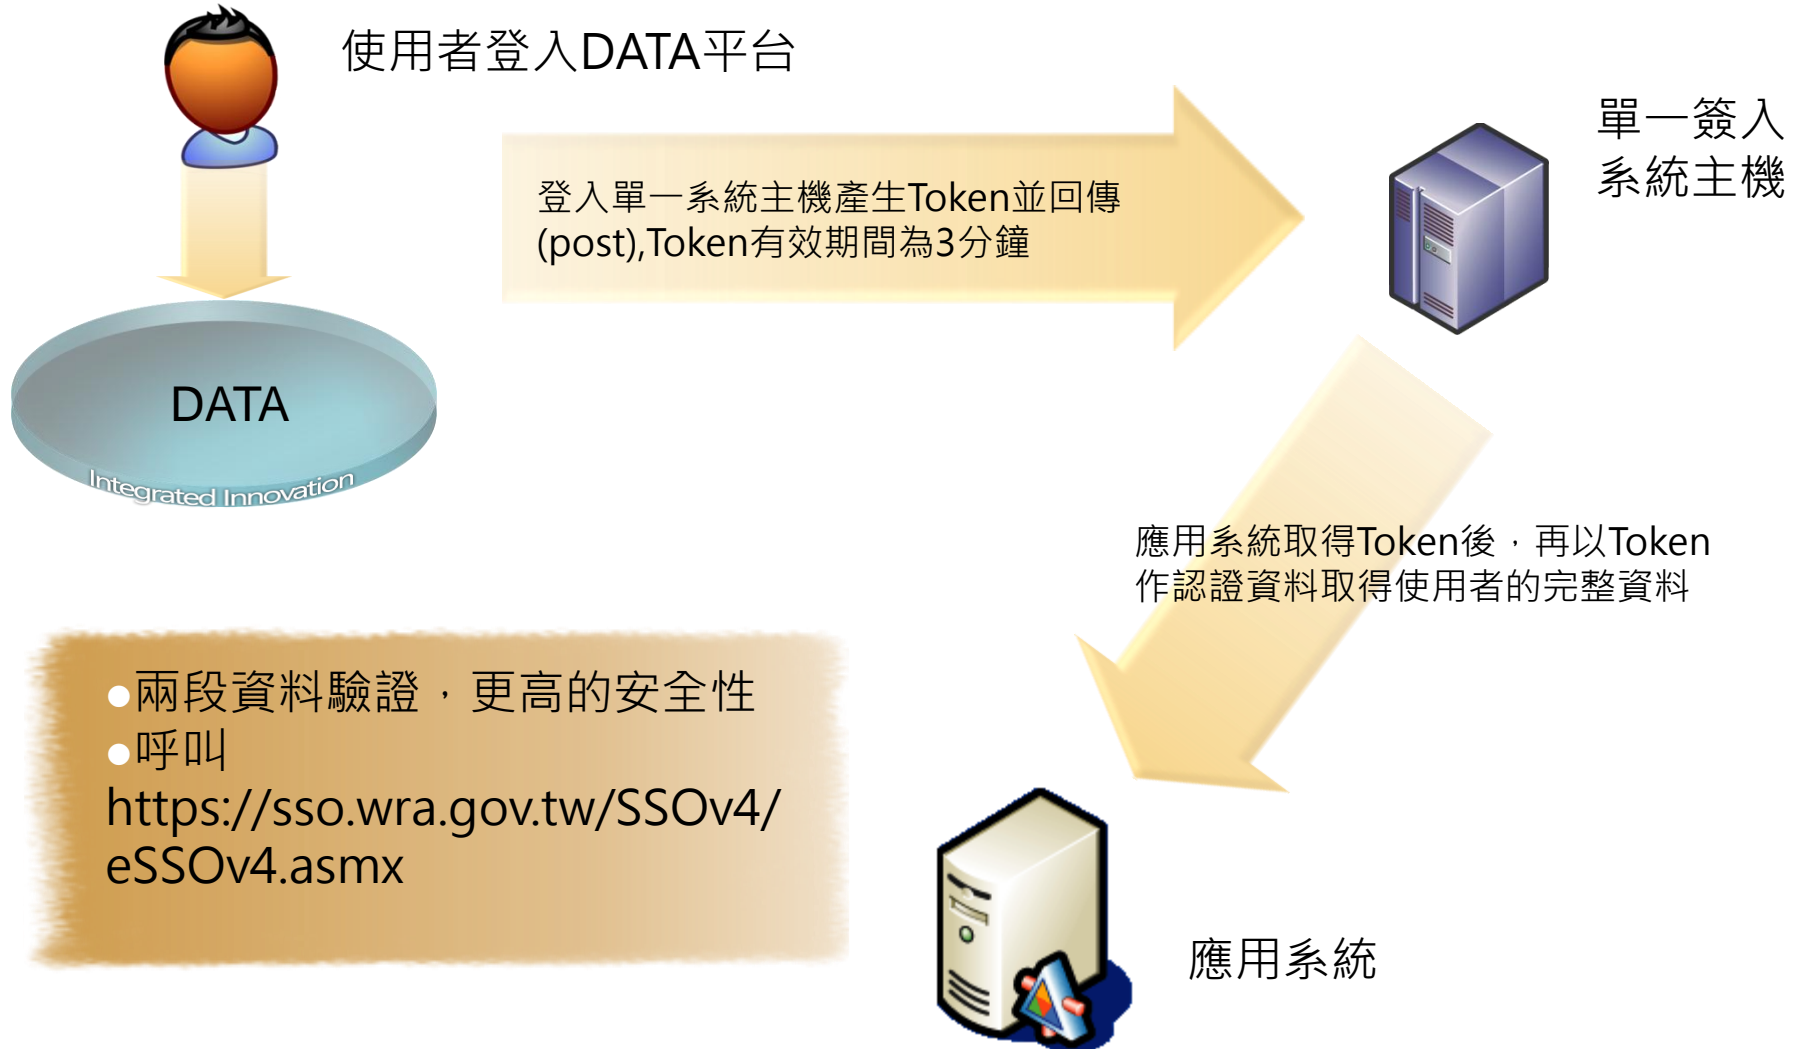 使用者登入DATA平台
單一簽入
系統主機
登入單一系統主機產生Token並回傳
(post),Token有效期間為3分鐘
DATA
Integrated Innovation
應用系統取得Token後，再以Token
作認證資料取得使用者的完整資料
●兩段資料驗證，更高的安全性
●呼叫
https://sso.wra.gov.tw/SSOv4/
eSSOv4.asmx
應用系統